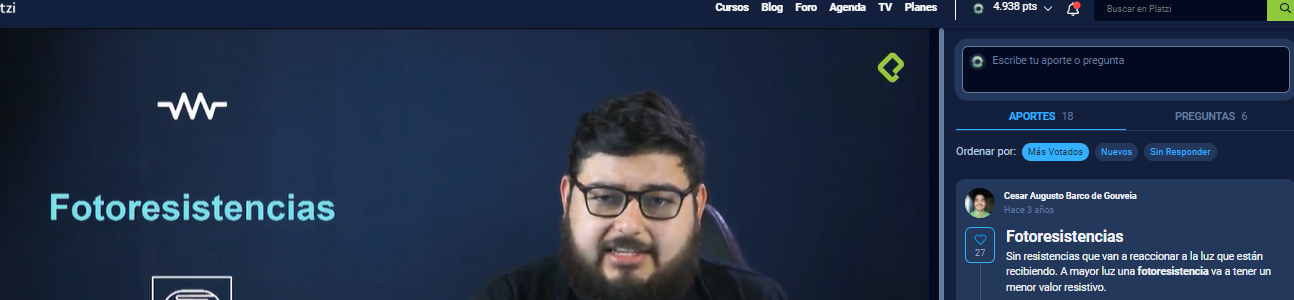 tzi
Cursos Blog Foro Agenda TV Planes
4.938 pts
Buscar en Platzi
Fotoresistencias
Escribe tu aporte o pregunta
APORTES 18 PREGUNTAS 6
Ordenar por: Más Votados Nuevos Sin Responder
Cesar Augusto Barco de Gouveia
Hace 3 años
27
Fotoresistencias
Sin resistencias que van a reaccionar a la luz que están
recibiendo. A mayor luz una fotoresistencia va a tener un
menor valor resistivo.